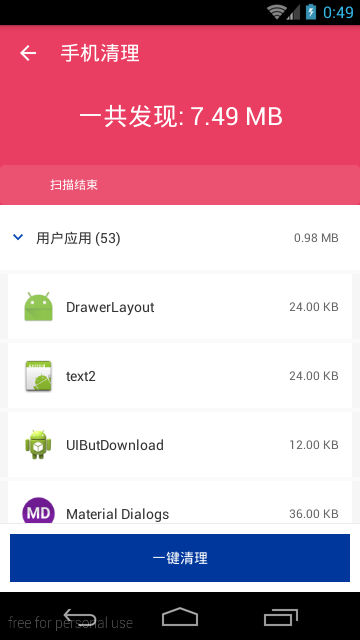 0:49
手机清理
一共发现: 7.49 MB
扫描结束
用户应用 (53) 0.98 MB
DrawerLayout 24.00 KB
text2 24.00 KB
UIButDownload 12.00 KB
MD Material Dialogs 36.00 KB
一键清理
free for personal use